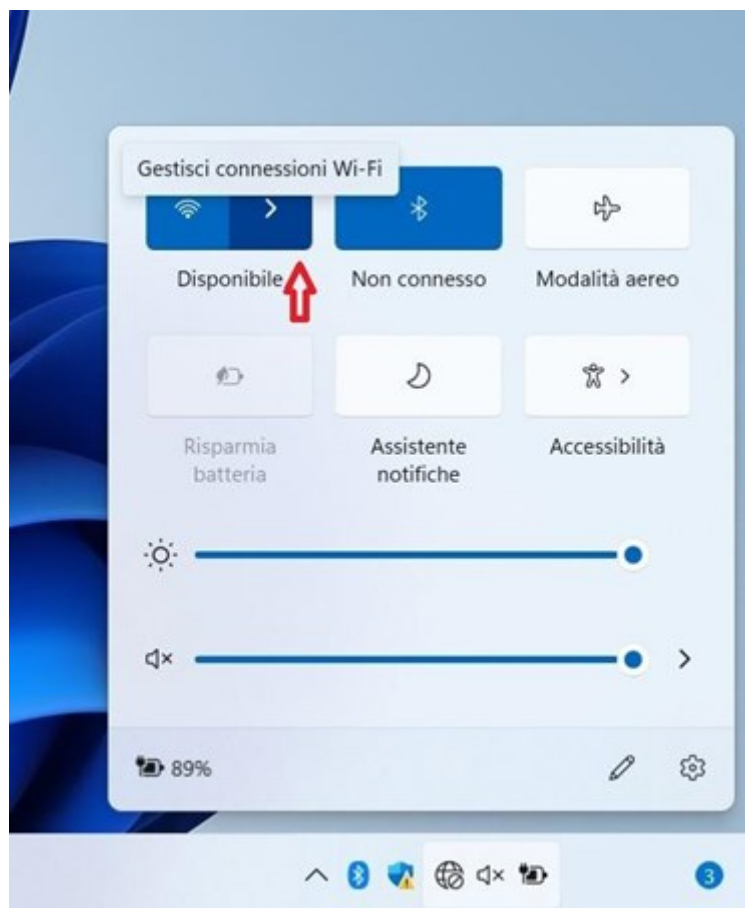 Gestisci connessioni Wi-Fi
Disponibile
Non connesso
Modalità aereo
Risparmia
batteria
Assistente
notifiche
Accessibilità
89%
3